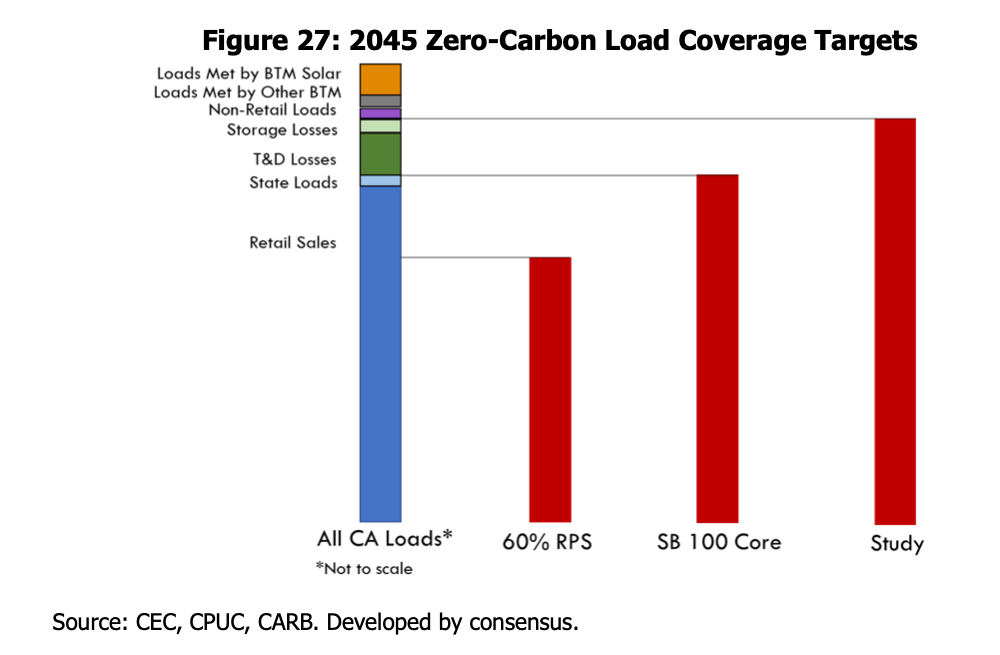 Figure 27: 2045 Zero-Carbon Load Coverage Targets
Loads Met by BTM Solar
Loads Met by Other BTM
Non-Retail Loads
Storage Losses
T&D Losses
State Loads
Retail Sales
All CA Loads*
60% RPS
SB 100 Core
Study
*Not to scale
Source: CEC, CPUC, CARB. Developed by consensus.